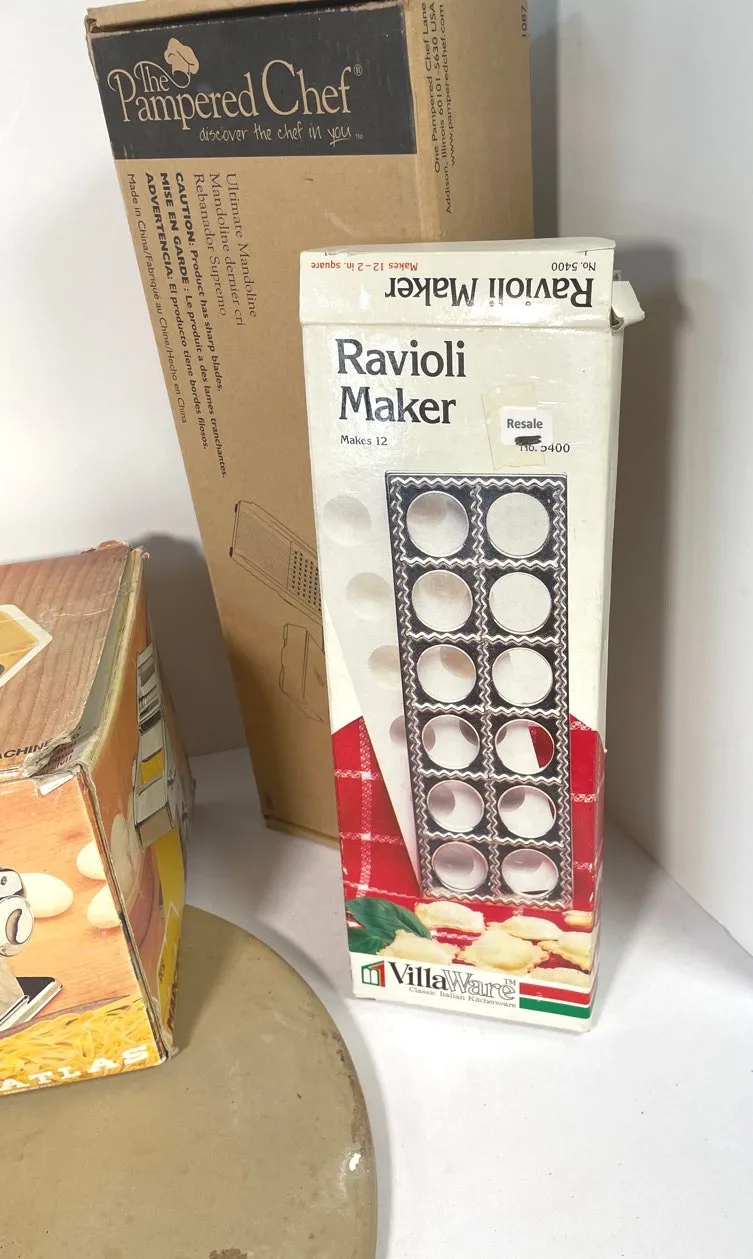 The
Pampered Chef®
discover the chef in you™
One Pampered Chef Lane
Addison, Illinois 60101-5630 USA
www.pamperedchef.com
1087
Ultimate Mandoline
Mandoline dernier cri
Rebanador Supremo
CAUTION: Product has sharp blades.
MISE EN GARDE : Le produit a des lames tranchantes.
ADVERTENCIA: El producto tiene bordes filosos.
Made in China/Fabriqué au Chine/Hecho en China
Ravioli Maker
No. 5400
Makes 12 – 2 in. square
Ravioli
Maker
Makes 12
Resale
No. 5400
VillaWare™
Classic Italian Kitchenware
ATLAS